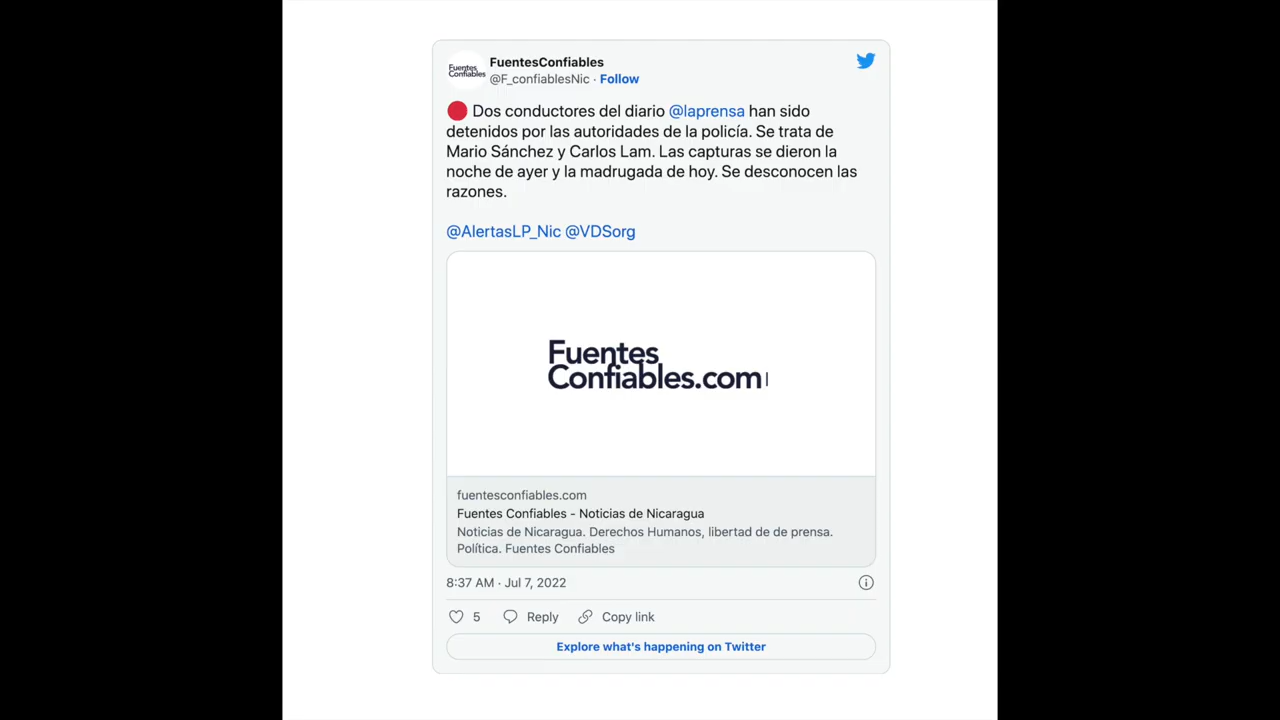 Fuentes
Confiables
FuentesConfiables
@F_confiablesNic · Follow
🔴 Dos conductores del diario @laprensa han sido
detenidos por las autoridades de la policía. Se trata de
Mario Sánchez y Carlos Lam. Las capturas se dieron la
noche de ayer y la madrugada de hoy. Se desconocen las
razones.
@AlertasLP_Nic @VDSorg
Fuentes
Confiables.com
fuentesconfiables.com
Fuentes Confiables - Noticias de Nicaragua
Noticias de Nicaragua. Derechos Humanos, libertad de de prensa.
Política. Fuentes Confiables
8:37 AM · Jul 7, 2022
5 Reply Copy link
Explore what's happening on Twitter